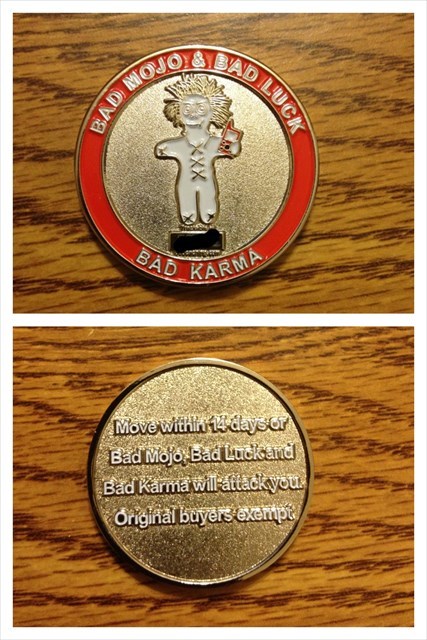 BAD MOJO & BAD LUCK
BAD KARMA
Move within 14 days or
Bad Mojo, Bad Luck and
Bad Karma will attack you.
Original buyers exempt.